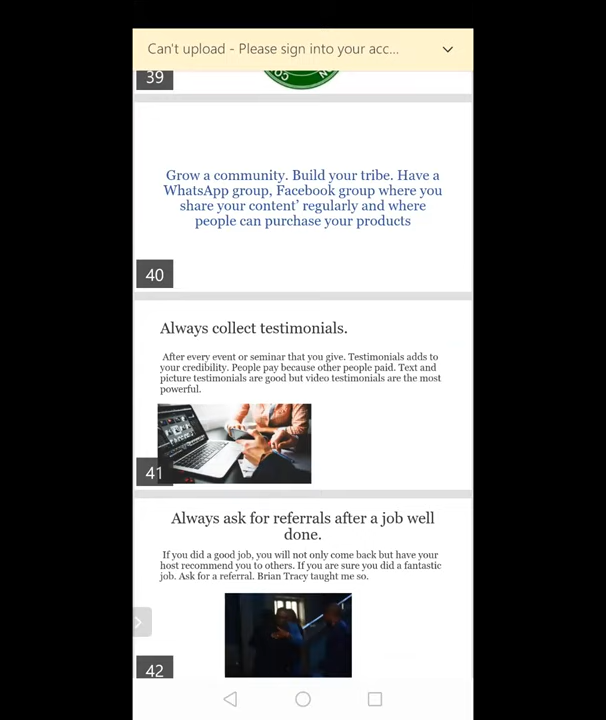 Can't upload - Please sign into your acc...
39
Grow a community. Build your tribe. Have a
WhatsApp group, Facebook group where you
share your content’ regularly and where
people can purchase your products
40
Always collect testimonials.
After every event or seminar that you give. Testimonials adds to
your credibility. People pay because other people paid. Text and
picture testimonials are good but video testimonials are the most
powerful.
41
Always ask for referrals after a job well
done.
If you did a good job, you will not only come back but have your
host recommend you to others. If you are sure you did a fantastic
job. Ask for a referral. Brian Tracy taught me so.
42